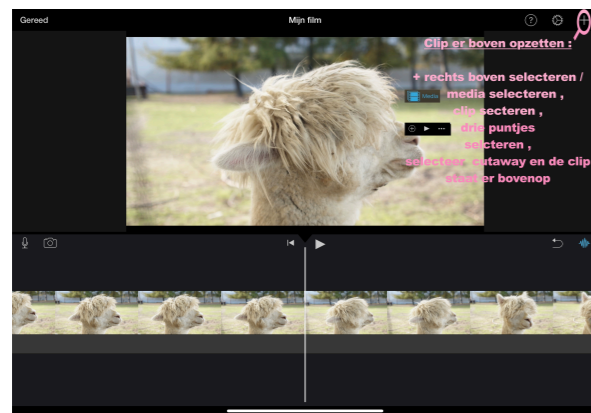 Gereed
Mijn film
?
Clip er boven opzetten :
+ rechts boven selecteren /
Media media selecteren ,
clip secteren ,
drie puntjes
selcteren ,
selecteer cutaway en de clip
staat er bovenop